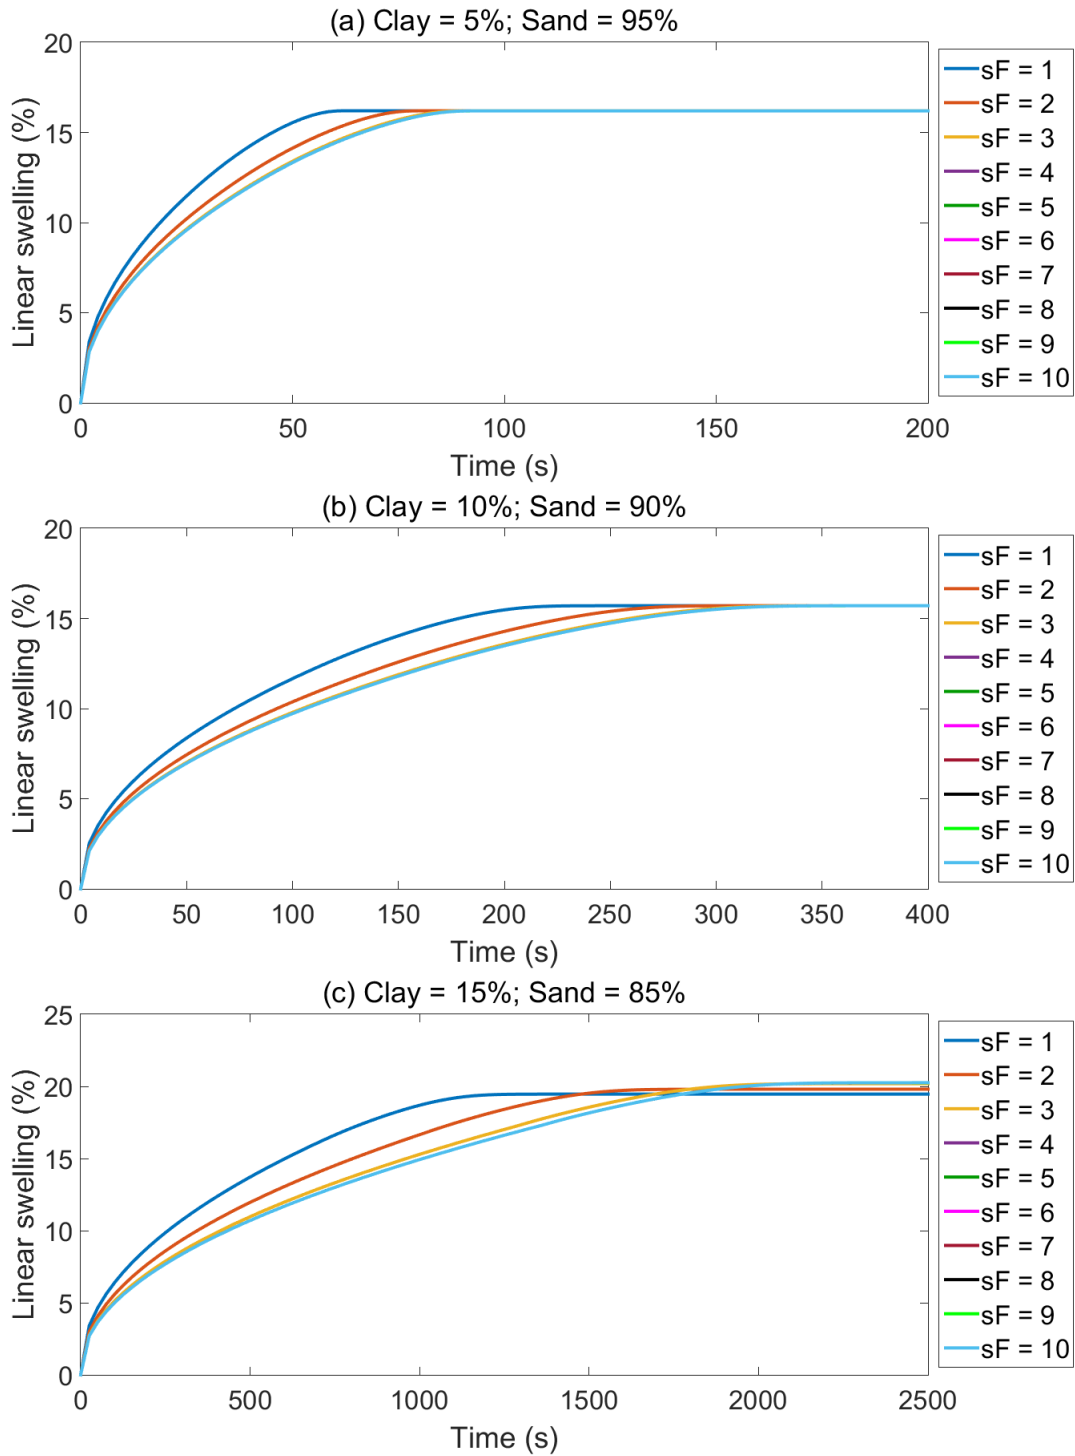 (a) Clay = 5%; Sand = 95%
20
15
10
5
0
Linear swelling (%)
0 50 100 150 200
Time (s)
sF = 1
sF = 2
sF = 3
sF = 4
sF = 5
sF = 6
sF = 7
sF = 8
sF = 9
sF = 10
(b) Clay = 10%; Sand = 90%
20
15
10
5
0
Linear swelling (%)
0 50 100 150 200 250 300 350 400
Time (s)
sF = 1
sF = 2
sF = 3
sF = 4
sF = 5
sF = 6
sF = 7
sF = 8
sF = 9
sF = 10
(c) Clay = 15%; Sand = 85%
25
20
15
10
5
0
Linear swelling (%)
0 500 1000 1500 2000 2500
Time (s)
sF = 1
sF = 2
sF = 3
sF = 4
sF = 5
sF = 6
sF = 7
sF = 8
sF = 9
sF = 10